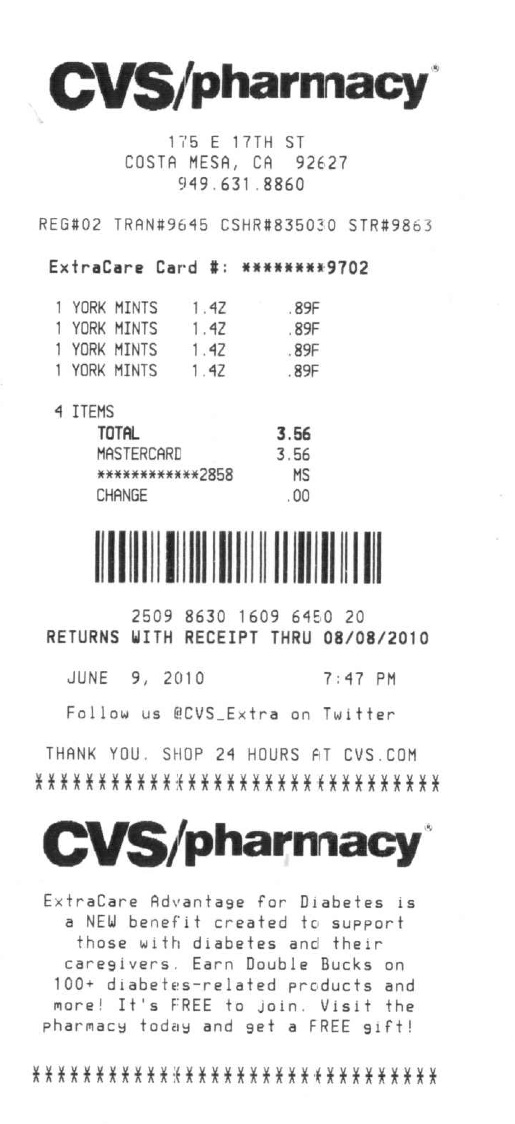 CVS/pharmacy®
175 E 17TH ST
COSTA MESA, CA 92627
949.631.8860
REG#02 TRAN#9645 CSHR#835030 STR#9863
ExtraCare Card #: ********9702
1 YORK MINTS 1.4Z .89F
1 YORK MINTS 1.4Z .89F
1 YORK MINTS 1.4Z .89F
1 YORK MINTS 1.4Z .89F
4 ITEMS
TOTAL 3.56
MASTERCARD 3.56
************2858 MS
CHANGE .00
2509 8630 1609 6450 20
RETURNS WITH RECEIPT THRU 08/08/2010
JUNE 9, 2010 7:47 PM
Follow us @CVS_Extra on Twitter
THANK YOU. SHOP 24 HOURS AT CVS.COM
*********************************
CVS/pharmacy®
ExtraCare Advantage for Diabetes is
a NEW benefit created to support
those with diabetes and their
caregivers. Earn Double Bucks on
100+ diabetes-related products and
more! It's FREE to join. Visit the
pharmacy today and get a FREE gift!
*********************************